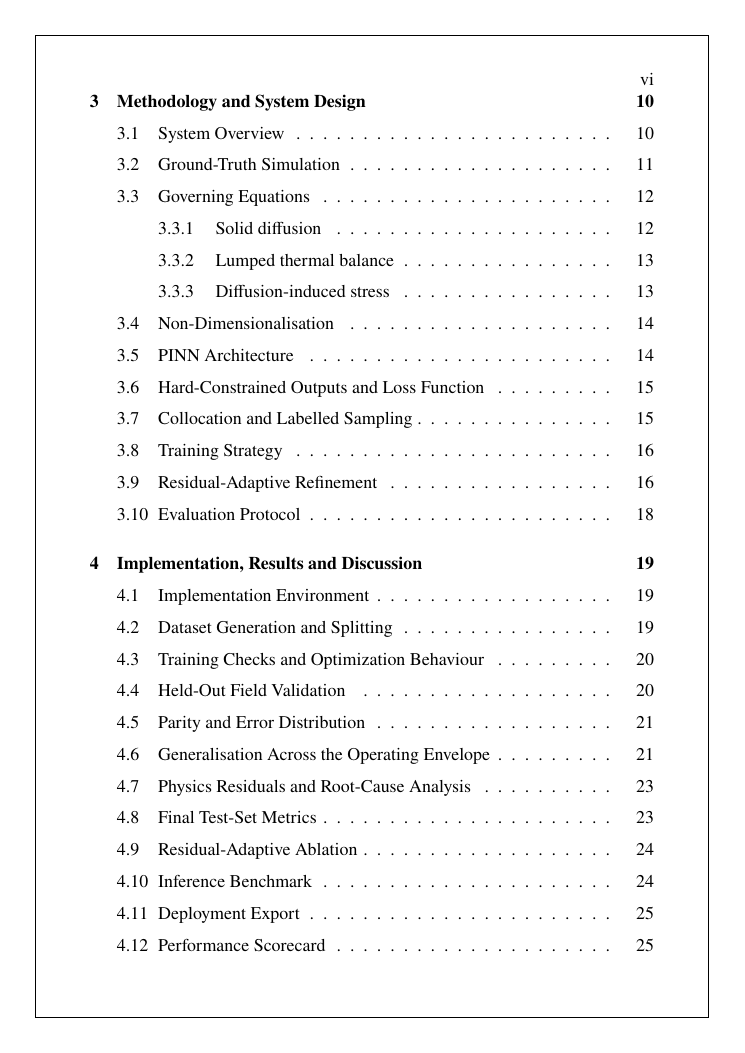 vi
3 Methodology and System Design 10
3.1 System Overview . . . . . . . . . . . . . . . . . . . . . . . . 10
3.2 Ground-Truth Simulation . . . . . . . . . . . . . . . . . . . . 11
3.3 Governing Equations . . . . . . . . . . . . . . . . . . . . . . 12
3.3.1 Solid diffusion . . . . . . . . . . . . . . . . . . . . . 12
3.3.2 Lumped thermal balance . . . . . . . . . . . . . . . . 13
3.3.3 Diffusion-induced stress . . . . . . . . . . . . . . . . 13
3.4 Non-Dimensionalisation . . . . . . . . . . . . . . . . . . . . 14
3.5 PINN Architecture . . . . . . . . . . . . . . . . . . . . . . . 14
3.6 Hard-Constrained Outputs and Loss Function . . . . . . . . . 15
3.7 Collocation and Labelled Sampling . . . . . . . . . . . . . . . 15
3.8 Training Strategy . . . . . . . . . . . . . . . . . . . . . . . . 16
3.9 Residual-Adaptive Refinement . . . . . . . . . . . . . . . . . 16
3.10 Evaluation Protocol . . . . . . . . . . . . . . . . . . . . . . . 18
4 Implementation, Results and Discussion 19
4.1 Implementation Environment . . . . . . . . . . . . . . . . . . 19
4.2 Dataset Generation and Splitting . . . . . . . . . . . . . . . . 19
4.3 Training Checks and Optimization Behaviour . . . . . . . . . 20
4.4 Held-Out Field Validation . . . . . . . . . . . . . . . . . . . 20
4.5 Parity and Error Distribution . . . . . . . . . . . . . . . . . . 21
4.6 Generalisation Across the Operating Envelope . . . . . . . . . 21
4.7 Physics Residuals and Root-Cause Analysis . . . . . . . . . . 23
4.8 Final Test-Set Metrics . . . . . . . . . . . . . . . . . . . . . . 23
4.9 Residual-Adaptive Ablation . . . . . . . . . . . . . . . . . . . 24
4.10 Inference Benchmark . . . . . . . . . . . . . . . . . . . . . . 24
4.11 Deployment Export . . . . . . . . . . . . . . . . . . . . . . . 25
4.12 Performance Scorecard . . . . . . . . . . . . . . . . . . . . . 25